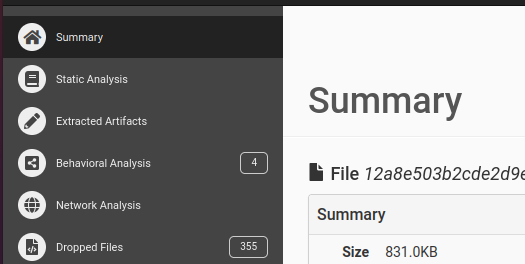 Summary
Static Analysis
Extracted Artifacts
Behavioral Analysis 4
Network Analysis
Dropped Files 355
Summary
File 12a8e503b2cde2d9e
Summary
Size 831.0KB